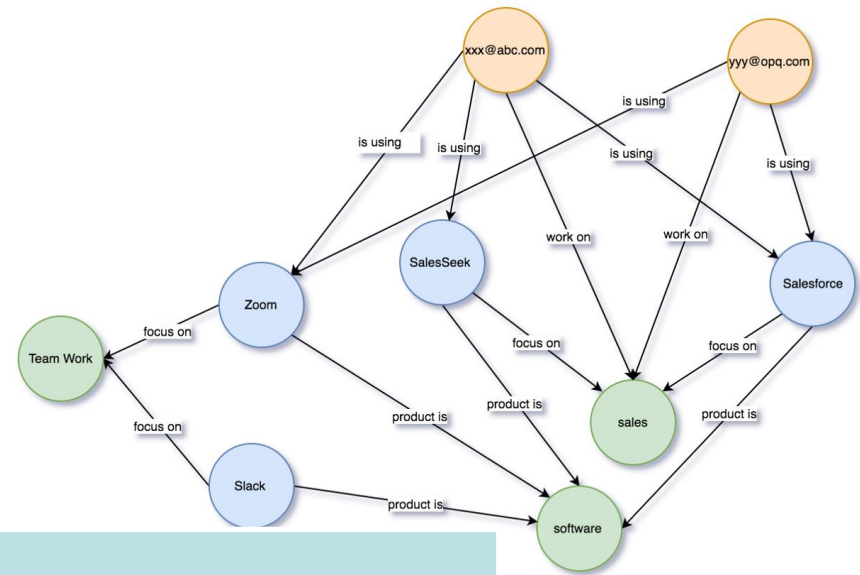 xxx@abc.com
yyy@opq.com
is using
is using
is using
is using
is using
work on
work on
SalesSeek
Salesforce
Zoom
focus on
focus on
focus on
Team Work
product is
product is
product is
sales
focus on
Slack
product is
software